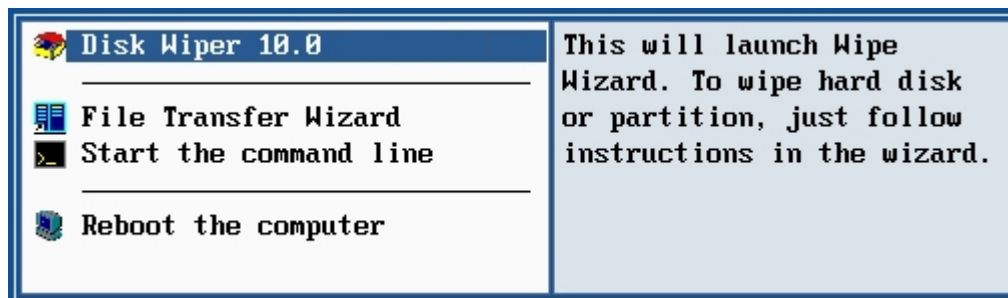 Disk Wiper 10.0
File Transfer Wizard
Start the command line
Reboot the computer
This will launch Wipe
Wizard. To wipe hard disk
or partition, just follow
instructions in the wizard.